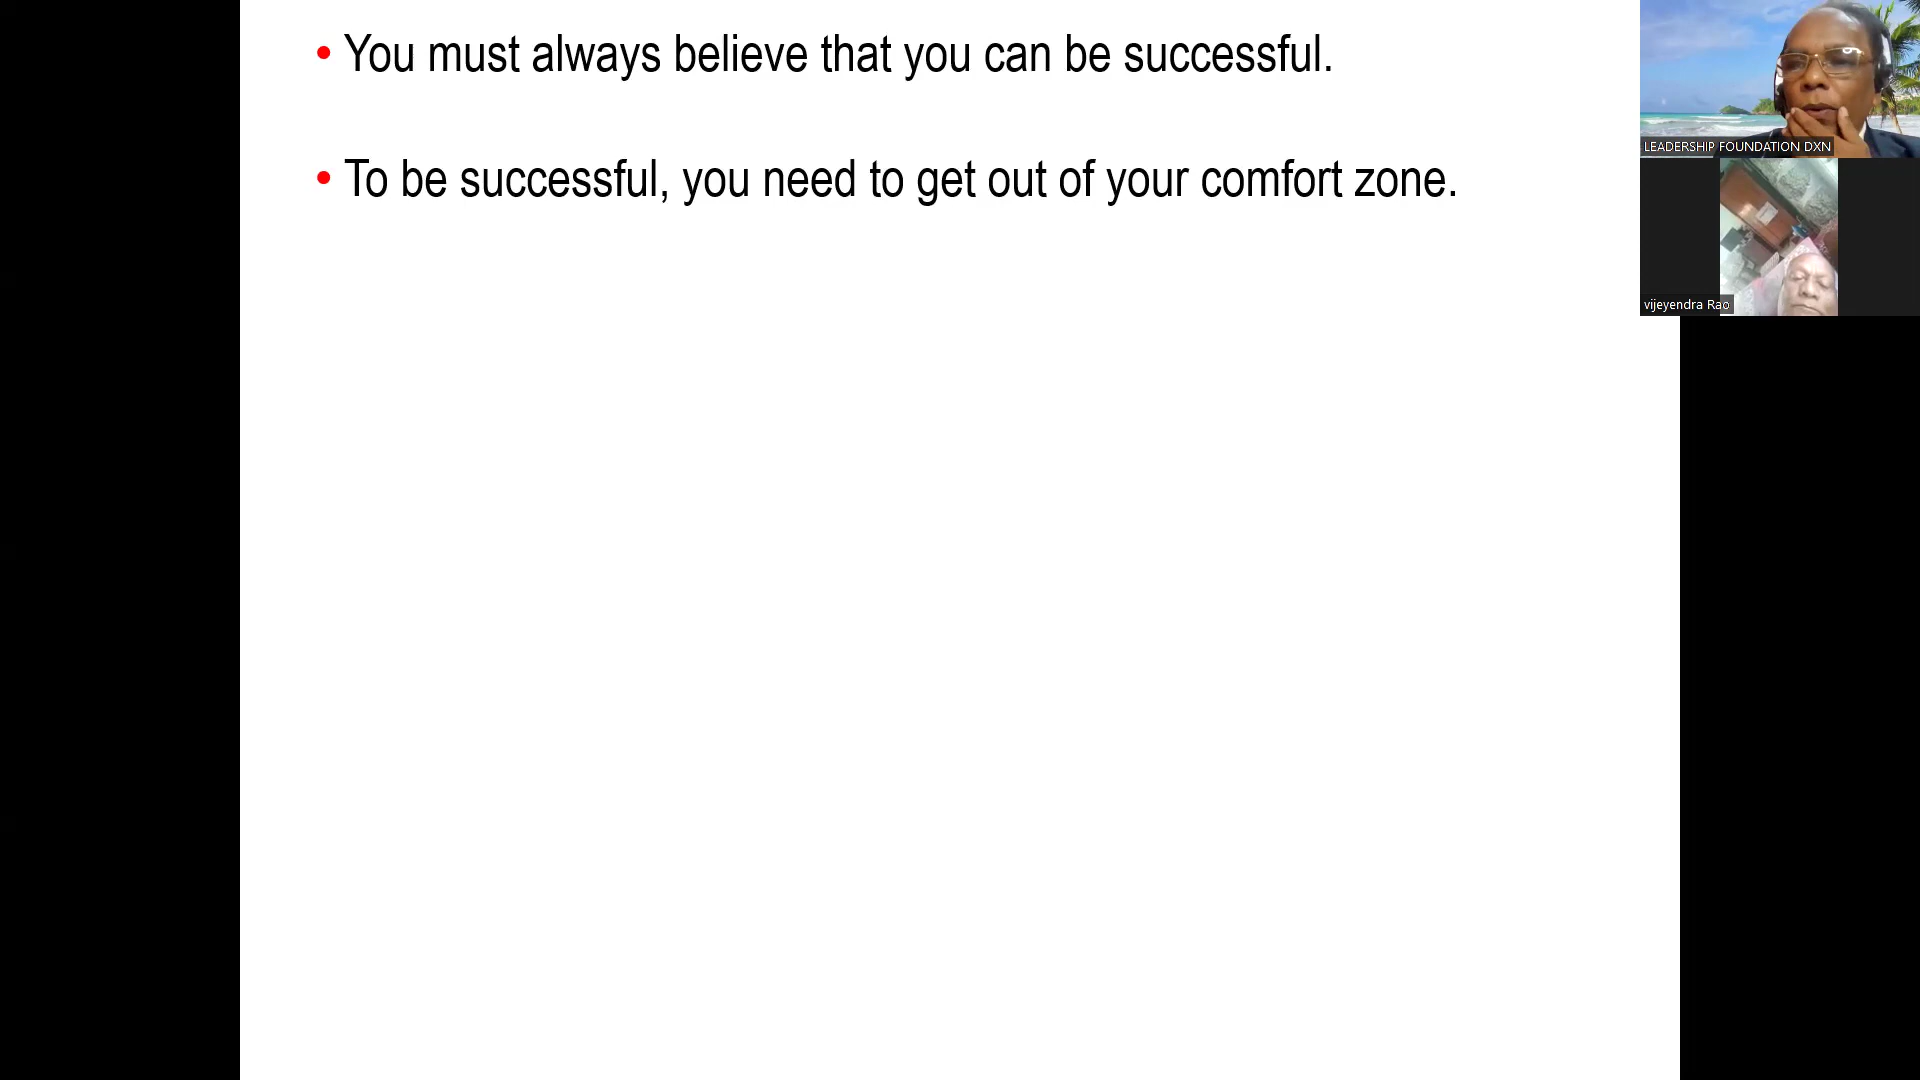 • You must always believe that you can be successful.
• To be successful, you need to get out of your comfort zone.
LEADERSHIP FOUNDATION DXN
vijeyendra Rao